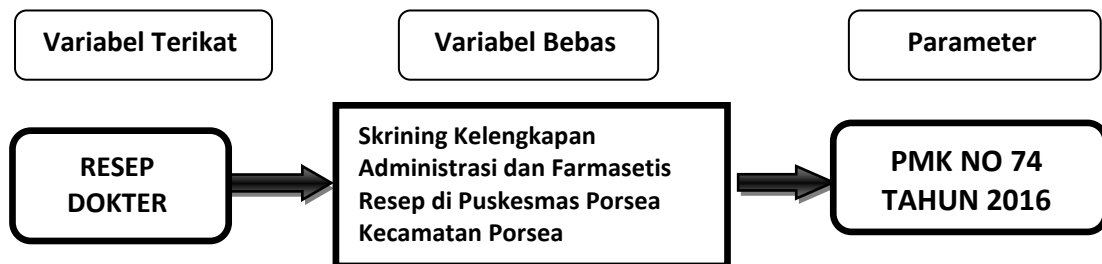 Variabel Terikat
Variabel Bebas
Parameter
RESEP
DOKTER
Skrining Kelengkapan
Administrasi dan Farmasetis
Resep di Puskesmas Porsea
Kecamatan Porsea
PMK NO 74
TAHUN 2016